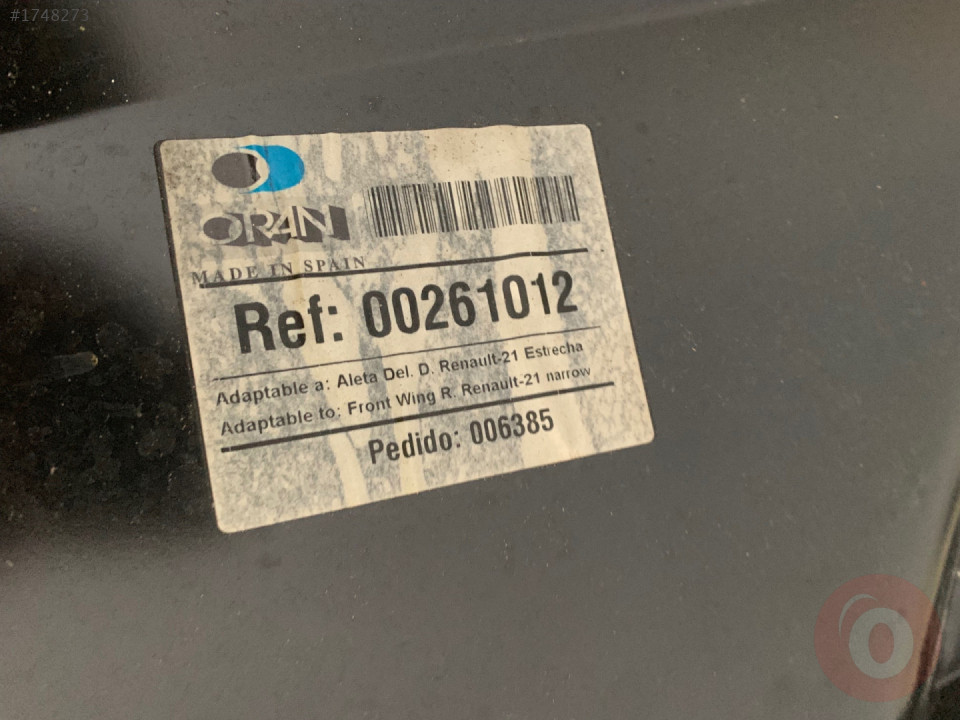 #1748273
ORAN
MADE IN SPAIN
Ref: 00261012
Adaptable a: Aleta Del. D. Renault-21 Estrecha
Adaptable to: Front Wing R. Renault-21 narrow
Pedido: 006385
o